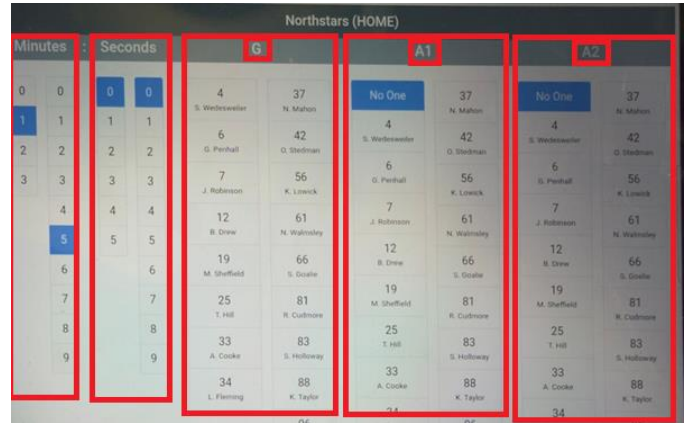 Northstars (HOME)
Minutes : Seconds
0 0
1 1
2 2
3 3
4
5
6
7
8
9
0 0
1 1
2 2
3 3
4 4
5 5
6
7
8
9
G
4 37
S. Wedesweiler N. Mahon
6 42
G. Penhall O. Stedman
7 56
J. Robinson K. Lowick
12 61
B. Drew N. Walmsley
19 66
M. Sheffield S. Goalie
25 81
T. Hill R. Cudmore
33 83
A. Cooke S. Holloway
34 88
L. Fleming K. Taylor
96
A1
No One 37
N. Mahon
4
S. Wedesweiler 42
O. Stedman
6
G. Penhall 56
K. Lowick
7
J. Robinson 61
N. Walmsley
12
B. Drew 66
S. Goalie
19
M. Sheffield 81
R. Cudmore
25
T. Hill 83
S. Holloway
33
A. Cooke 88
K. Taylor
34
A2
No One 37
N. Mahon
4
S. Wedesweiler 42
O. Stedman
6
G. Penhall 56
K. Lowick
7
J. Robinson 61
N. Walmsley
12
B. Drew 66
S. Goalie
19
M. Sheffield 81
R. Cudmore
25
T. Hill 83
S. Holloway
33
A. Cooke 88
K. Taylor
34